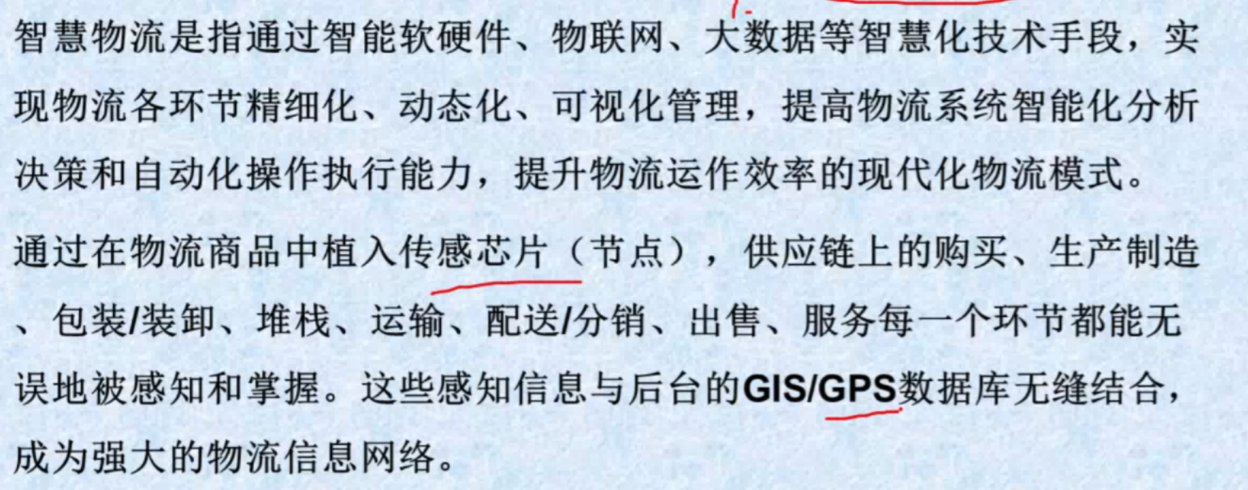 智慧物流是指通过智能软硬件、物联网、大数据等智慧化技术手段，实
现物流各环节精细化、动态化、可视化管理，提高物流系统智能化分析
决策和自动化操作执行能力，提升物流运作效率的现代化物流模式。
通过在物流商品中植入传感芯片（节点），供应链上的购买、生产制造
、包装/装卸、堆栈、运输、配送/分销、出售、服务每一个环节都能无
误地被感知和掌握。这些感知信息与后台的GIS/GPS数据库无缝结合，
成为强大的物流信息网络。